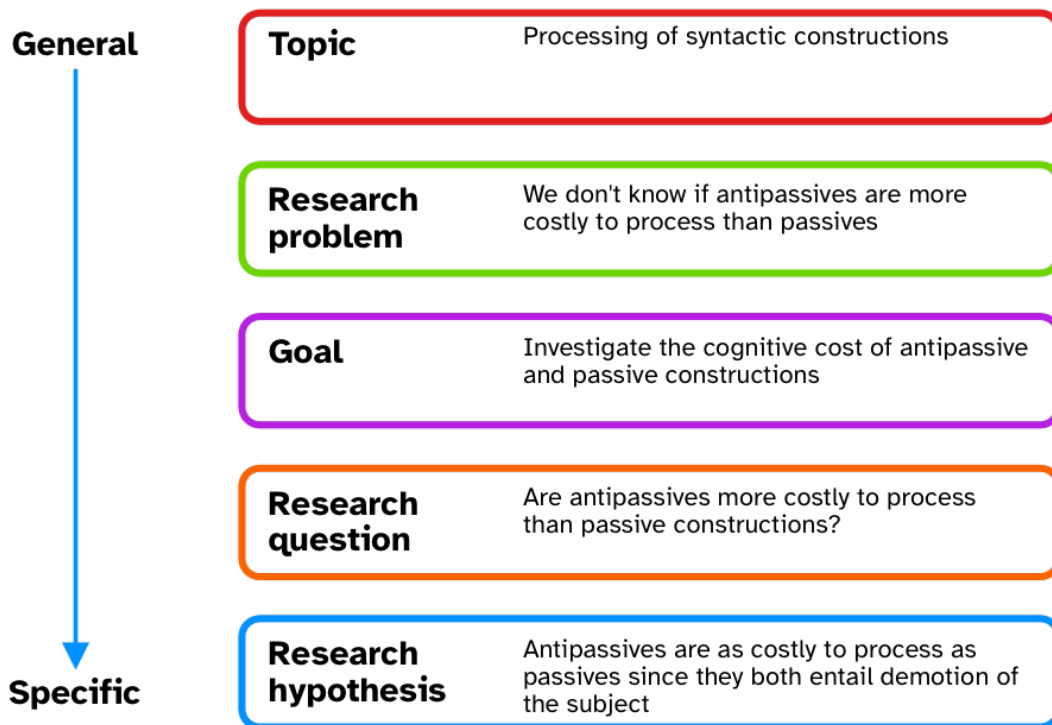 General
Topic
Processing of syntactic constructions
Research
problem
We don't know if antipassives are more
costly to process than passives
Goal
Investigate the cognitive cost of antipassive
and passive constructions
Research
question
Are antipassives more costly to process
than passive constructions?
Specific
Research
hypothesis
Antipassives are as costly to process as
passives since they both entail demotion of
the subject